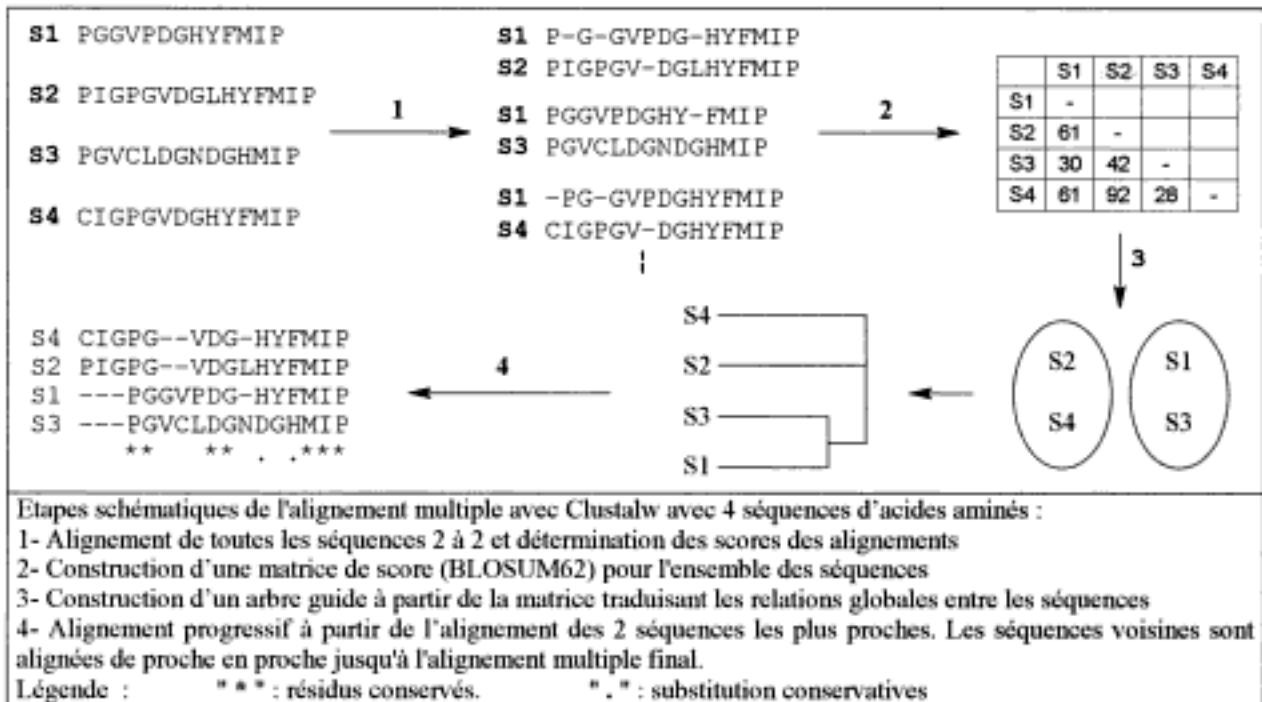 S1 PGGVPDGHYFMIP
S2 PIGPGVDGLHYFMIP
S3 PGVCLDGNDGHMIP
S4 CIGPGVDGHYFMIP
1
S1 P-G-GVPDG-HYFMIP
S2 PIGPGV-DGLHYFMIP
S1 PGGVPDGHY-FMIP
S3 PGVCLDGNDGHMIP
S1 -PG-GVPDGHYFMIP
S4 CIGPGV-DGHYFMIP
2
S1 S2 S3 S4
S1 -
S2 61 -
S3 30 42 -
S4 61 92 28 -
3
S2 S1
S4 S3
S4
S2
S3
S1
4
S4 CIGPG--VDG-HYFMIP
S2 PIGPG--VDGLHYFMIP
S1 ---PGGVPDG-HYFMIP
S3 ---PGVCLDGNDGHMIP
** ** . .***
Etapes schématiques de l'alignement multiple avec Clustalw avec 4 séquences d'acides aminés :
1- Alignement de toutes les séquences 2 à 2 et détermination des scores des alignements
2- Construction d'une matrice de score (BLOSUM62) pour l'ensemble des séquences
3- Construction d'un arbre guide à partir de la matrice traduisant les relations globales entre les séquences
4- Alignement progressif à partir de l'alignement des 2 séquences les plus proches. Les séquences voisines sont
alignées de proche en proche jusqu'à l'alignement multiple final.
Légende : " * " : résidus conservés. " . " : substitution conservatives